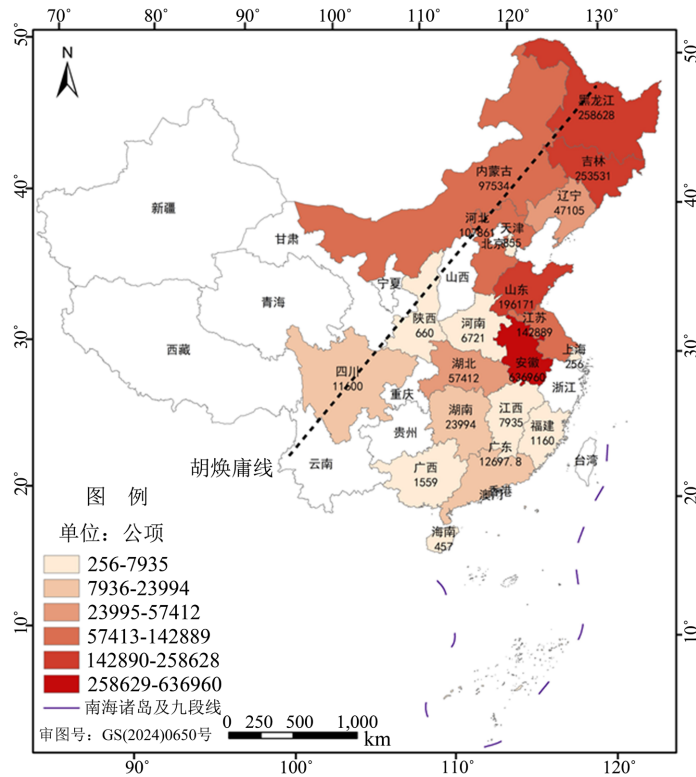 70° 80° 90° 100° 110° 120° 130°
50° 50°
N
黑龙江
258628
吉林
253531
内蒙古
97534
辽宁
47105
40° 40°
新疆
河北
天津
855
北京
甘肃
山西
宁夏
山东
196171
青海
江苏
142889
陕西
660
河南
6721
30° 30°
西藏
上海
256
安徽
636960
湖北
57412
四川
11600
浙江
重庆
江西
7935
湖南
23994
福建
1160
贵州
广东
12697.8
云南
胡焕庸线
台湾
广西
1559
20° 20°
香港
澳门
海南
457
图 例
单位：公项
256-7935
7936-23994
23995-57412
57413-142889
142890-258628
258629-636960
10° 10°
南海诸岛及九段线
审图号：GS(2024)0650号
0 250 500 1,000
km
90° 100° 110° 120°